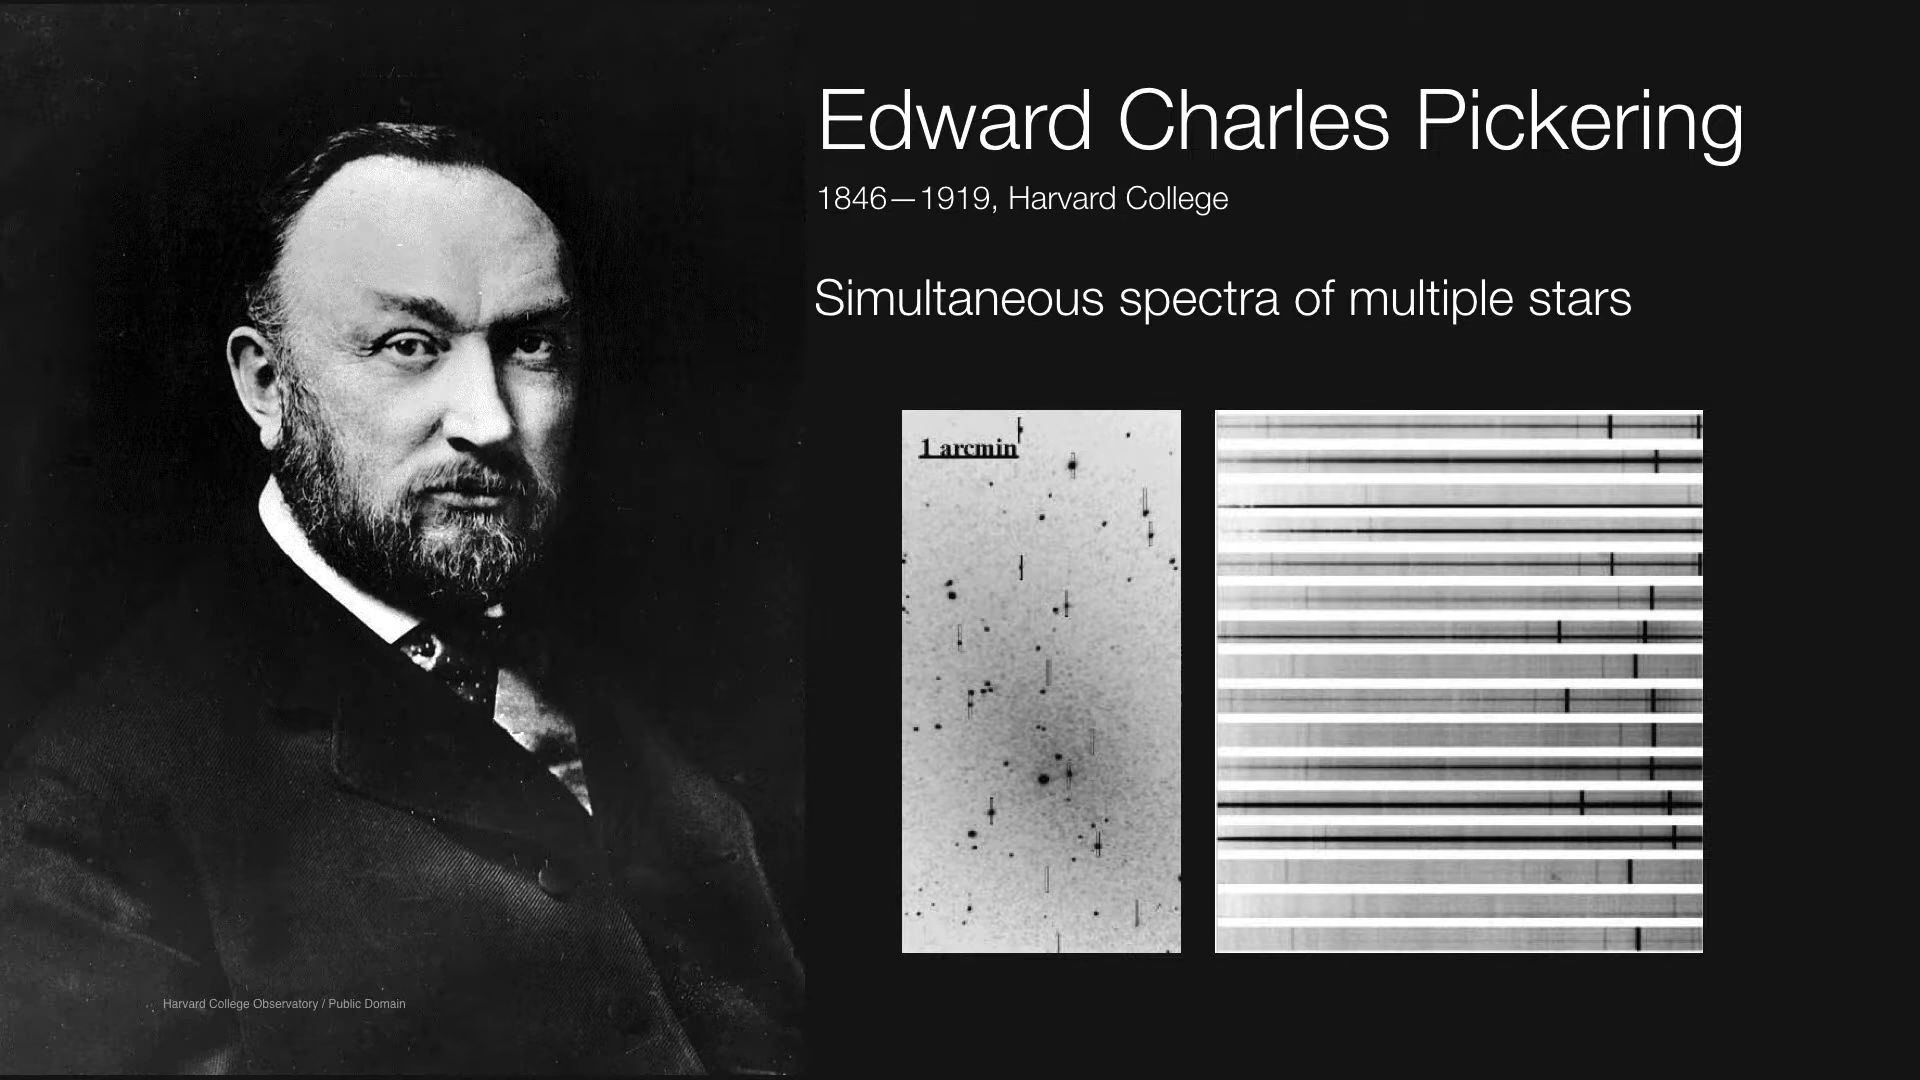 Edward Charles Pickering
1846—1919, Harvard College
Simultaneous spectra of multiple stars
1 arcmin
Harvard College Observatory / Public Domain